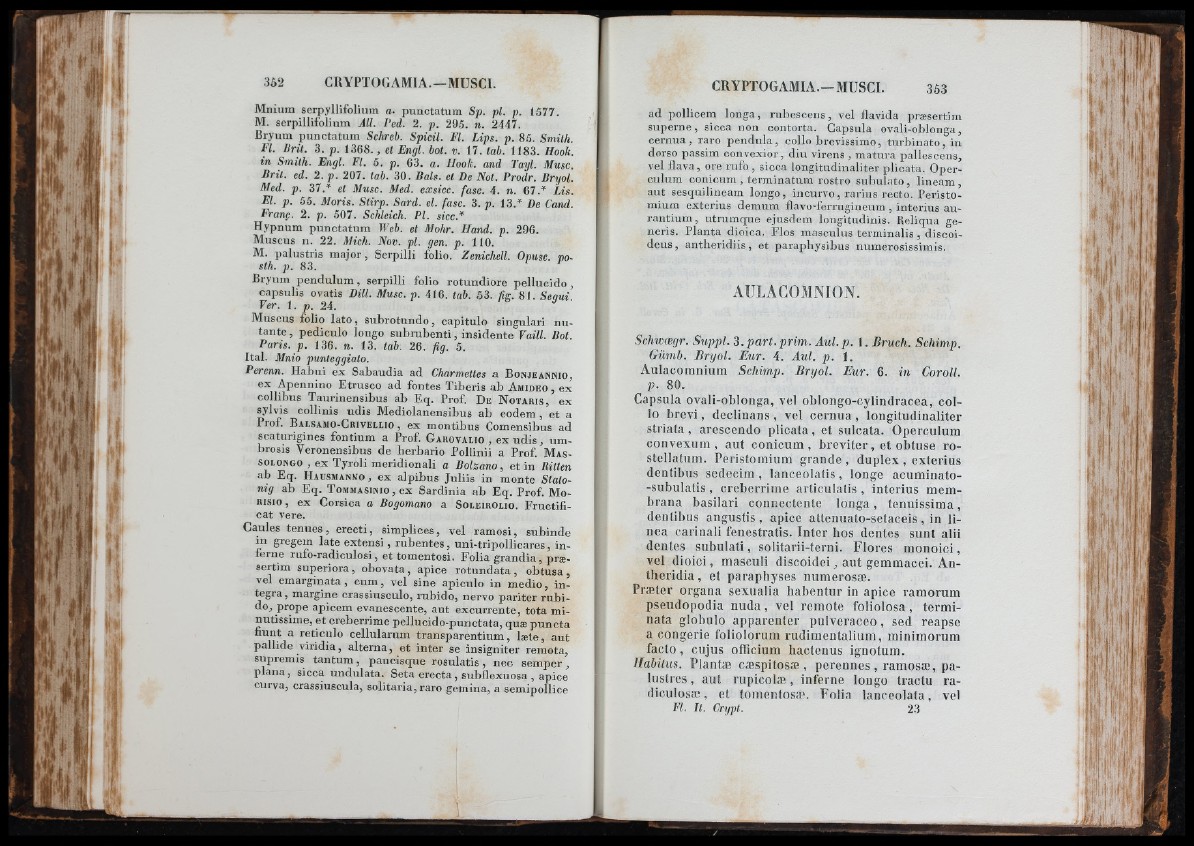 352 CRYPTOGAMIA.—MUSCI.
Mnium serpyllifolium a. punctatum Sp. pl. p. 1577.
M. serpillifolium All. Ped. 2. p. 295. n. 2447.
Bryum punctatum Schreb. Spicil. Fl. Lips. p. 85. Smith.
Fl. Brit. 3. p. 1368., et Engl. bot. v. 17. tab. 1183. Hook.
in Smith. Engl. Fl. 5. p. 63. a. Hook. and Tayl. Musc.
Brit. ed. 2. p. 207. tab. 30. Bals. et De Not. Prodr. Bryol.
Med. p. 37.* et Musc. Med. exsicc. fasc. 4. n. 67.* Lis.
El. p. 55. Moris. Stirp. Sard. el. fasc. 3. p. 13.* De Cand.
Franç. 2. p. 507. Schleich. Pl. sicc.*
Hypnum punctatum Web. et Mohr. Hand. p. 296.
Muscus n. 22. Mich. Nov. pl. gen. p. 110.
M. palustris major, Serpilli folio. Zenichell. Opusc. po-
sth. p. 83.
Bryum pendulum, serpilli folio rotundiore pellucido,
capsulis ovatis Dill. Musc. p. 416. tab. 53. fig. 81. Segui.
Ver. 1. p. 24.
Muscus folio lato, subrotundo, capitulo singulari nu-
tante, pediculo longo subrubenti, insidente Vaill. Bot.
Paris. p. 136. n. 13. tab. 26. fig. 5.
Ital. Mnio punteggiato.
Perenn. Habui ex Sabaudia ad Charmettes a BONJEANNIO,
ex Apennino Etrusco ad fontes Tiberis ab AMIDEO, ex
collibus Taurinensibus ab Eq. Prof. DE NOTARIS, ex
sylvis collinis udis Mediolanensibus ab eodem, et a
Prof. BALSAMO-CRIVELLIO, ex montibus Comensibus ad
scaturigines fontium a Prof. GAROVALIO, ex udis, um-
brosis Veronensibus de herbario Pollinii a Prof. MAS-
SOLONGO, ex Tyroli meridionali a Bolzano, et in Ritten
ab Eq. HAUSMANNO, ex alpibus Juliis in monte Slato-
nig ab Eq. TOMMASINIO, ex Sardinia ab Eq. Prof. MO-
RISIO, ex Corsica a Bogomano a SOLEIROLIO. Fructifi-
cat vere.
Caules tenues, erecti, simplices, vel ramosi, subinde
in gregem late extensi, rubentes, uni-tripollicares, in-
ferne rufo-radiculosi, et tomentosi. Folia grandia, præ-
sertim superiora, obovata, apice rotundata, obtusa,
vel emarginata, cum, vel sine apiculo in medio, in-
tegra, margine crassiusculo, rubido, nervo pariter rubi-
do, prope apicem evanescente, aut excurrente, tota mi-
nutissime, et creberrime pellucido-punctata, quæ puncta
fiunt a reticulo cellularum transparentium, læte, aut
pallide viridia, alterna, et inter se insigniter remota,
supremis tantum, paucisque rosulatis, nec semper,
plana, sicca undulata. Seta erecta, subflexuosa, apice
curva, crassiuscula, solitaria, raro gemina, a semipollice
CRYPTOGAMIA.—MUSCI. 353
ad pollicem longa, rubescens, vel flavida præsertim
superne, sicca non contorta. Capsula ovali-oblonga,
cernua, raro pendula, collo brevissimo, turbinato, in
dorso passim convexior, diu virens, matura pallescens,
vel flava, ore rufo, sicca longitudinaliter plicata. Oper-
culum conicum, terminatum rostro subulato, lineam,
aut sesquilineam longo, incurvo, rarius recto. Peristo-
mium exterius demum flavo-ferrugineum, interius au-
rantium, utrumque ejusdem longitudinis. Reliqua ge-
neris. Planta dioica. Flos masculus terminalis, discoi-
deus, antheridiis, et paraphysibus numerosissimis.
AULACOMNION.
Schwægr. Suppl. 3. part. prim. Aul. p. 1. Bruch. Schimp.
Gümb. Bryol. Eur. 4. Aul. p. 1.
Aulacomnium Schimp. Bryol. Eur. 6. in Coroll.
p. 80.
Capsula ovali-oblonga, vel oblongo-cylindracea, col-
lo brevi, declinans, vel cernua, longitudinaliter
striata, arescendo plicata, et sulcata. Operculum
convexum, aut conicum, breviter, et obtuse ro-
stellatum. Peristomium grande, duplex, exterius
dentibus sedecim, lanceolatis, longe acuminato-
-subulatis, creberrime articulatis, interius mem-
brana basilari connectente longa, tenuissima,
dentibus angustis, apice attenuato-setaceis, in li-
nea carinali fenestratis. Inter hos dentes sunt alii
dentes subulati, solitarii-terni. Flores monoici,
vel dioici, masculi discoidei, aut gemmacei. An-
theridia, et paraphyses numerosæ.
Præter organa sexualia habentur in apice ramorum
pseudopodia nuda, vel remote foliolosa, termi-
nata globulo apparenter pulveraceo, sed reapse
a congerie foliolorum rudimentalium, minimorum
facto, cujus officium hactenus ignotum.
Habitus. Plantæ cæspitosæ, perennes, ramosæ, pa-
lustres, aut rupicolæ, inferne longo tractu ra-
diculosæ, et tomentosæ. Folia lanceolata, vel
Fl. It. Crypt. 23